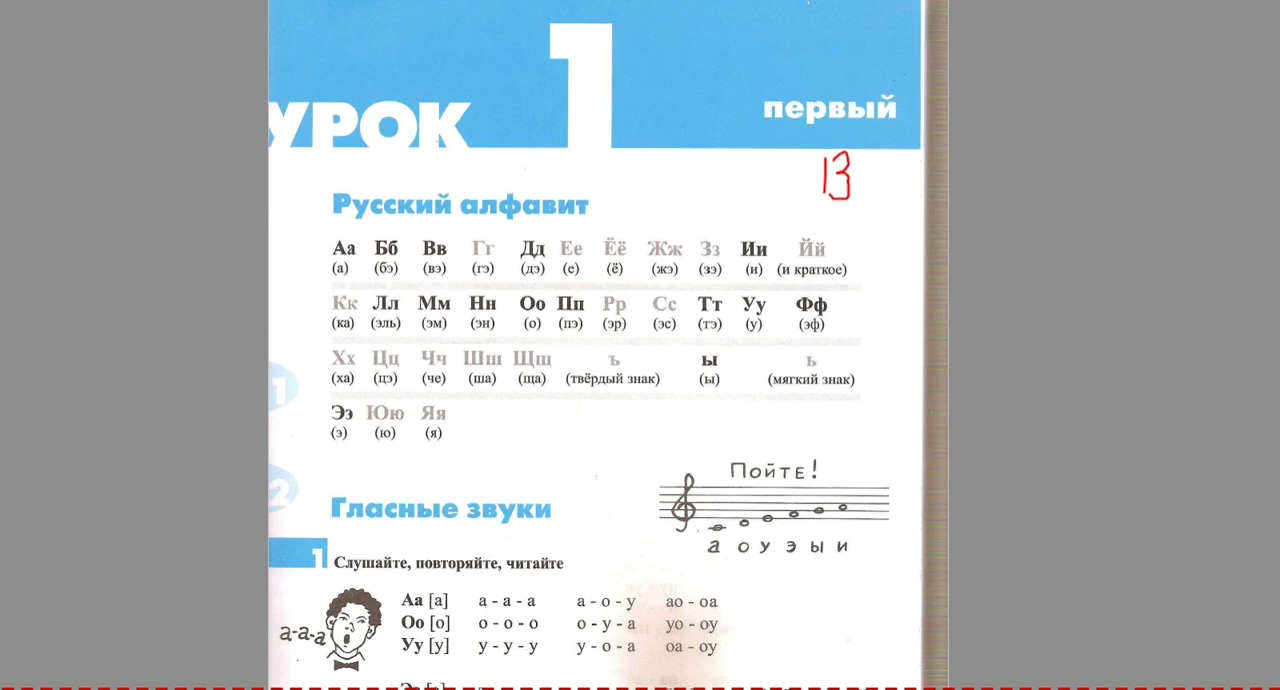 УРОК 1 первый
13
Русский алфавит
Аа Бб Вв Гг Дд Ее Ёё Жж Зз Ии Йй
(а) (бэ) (вэ) (гэ) (дэ) (е) (ё) (жэ) (зэ) (и) (и краткое)
Кк Лл Мм Нн Оо Пп Рр Сс Тт Уу Фф
(ка) (эль) (эм) (эн) (о) (пэ) (эр) (эс) (тэ) (у) (эф)
Хх Цц Чч Шш Щщ ъ ы ь
(ха) (цэ) (че) (ша) (ща) (твёрдый знак) (ы) (мягкий знак)
1
Ээ Юю Яя
(э) (ю) (я)
2
Пойте!
Гласные звуки
а о у э ы и
1 Слушайте, повторяйте, читайте
Аа [а] а - а - а а - о - у ао - оа
Оо [о] о - о - о о - у - а уо - оу
а-а-а
Уу [у] у - у - у у - о - а оа - оу